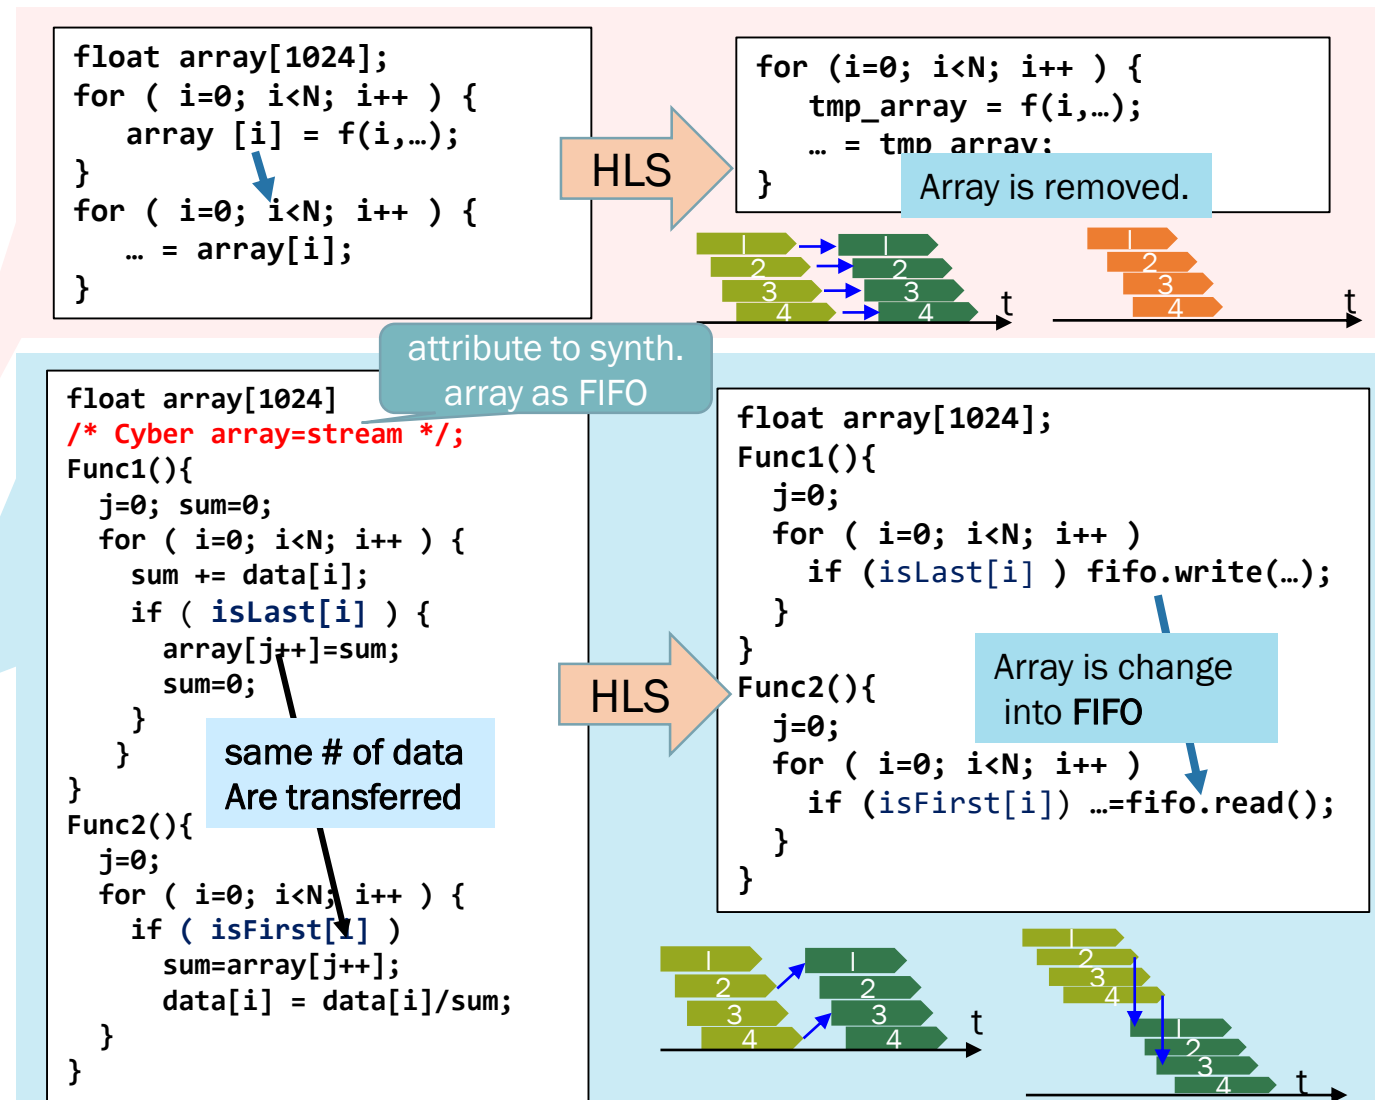 float array[1024];
for ( i=0; i<N; i++ ) {
array [i] = f(i,…);
}
for ( i=0; i<N; i++ ) {
… = array[i];
}
HLS
for (i=0; i<N; i++ ) {
tmp_array = f(i,…);
… = tmp array;
}
Array is removed.
1
2
3
4
1
2
3
4
t
1
2
3
4
t
attribute to synth.
array as FIFO
float array[1024]
/* Cyber array=stream */;
Func1(){
j=0; sum=0;
for ( i=0; i<N; i++ ) {
sum += data[i];
if ( isLast[i] ) {
array[j++]=sum;
sum=0;
}
}
}
same # of data
Are transferred
Func2(){
j=0;
for ( i=0; i<N; i++ ) {
if ( isFirst[i] )
sum=array[j++];
data[i] = data[i]/sum;
}
}
HLS
float array[1024];
Func1(){
j=0;
for ( i=0; i<N; i++ )
if (isLast[i] ) fifo.write(…);
}
}
Array is change
into FIFO
Func2(){
j=0;
for ( i=0; i<N; i++ )
if (isFirst[i]) …=fifo.read();
}
}
1
2
3
4
1
2
3
4
t
1
2
3
4
1
2
3
4
t